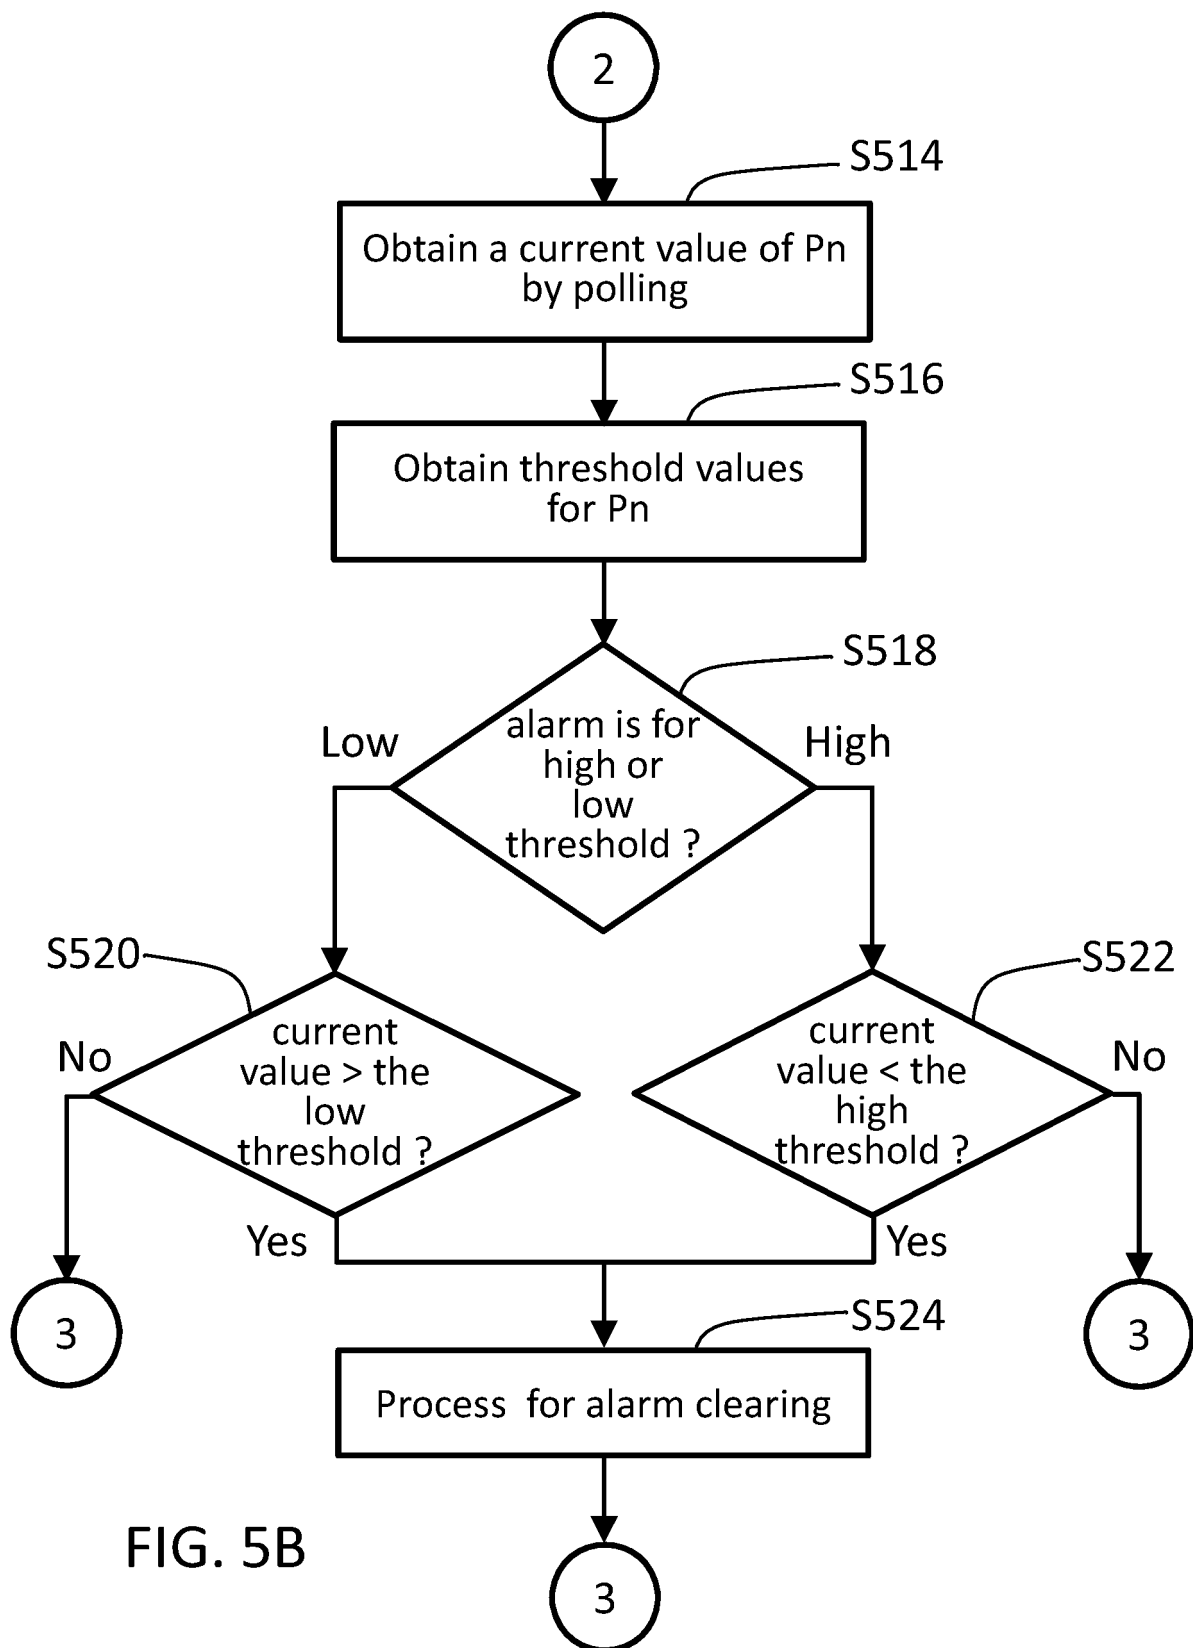 2
S514
Obtain a current value of Pn
by polling
S516
Obtain threshold values
for Pn
S518
Low
High
alarm is for
high or
low
threshold ?
S520
S522
No
current
value > the
low
threshold ?
current
value < the
high
threshold ?
No
Yes
Yes
3
S524
3
Process  for alarm clearing
FIG. 5B
3